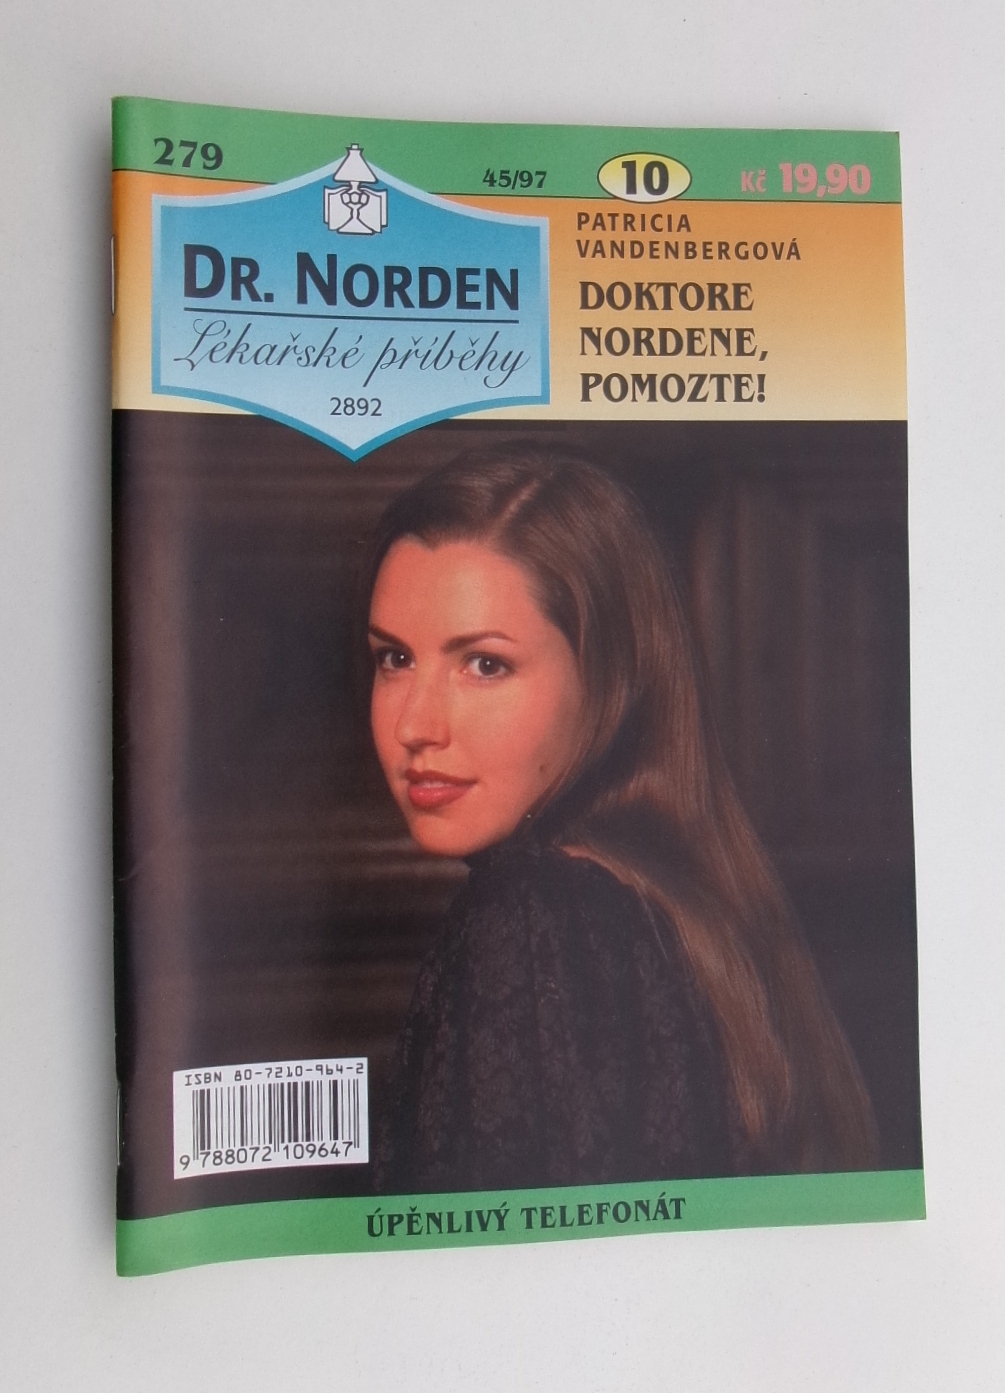 279
45/97
10
Kč 19,90
DR. NORDEN
Lékařské příběhy
2892
PATRICIA
VANDENBERGOVÁ
DOKTORE
NORDENE,
POMOZTE!
ISBN 80-7210-964-2
9 788072 109647
ÚPĚNLIVÝ TELEFONÁT